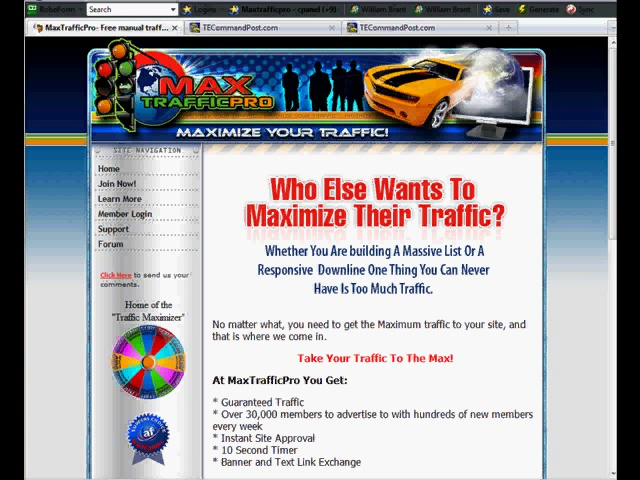 RoboForm Search Logins Maxtrafficpro - cpanel (+9) William Brant William Brant Save Generate Sync
MaxTrafficPro- Free manual traff... TECommandPost.com TECommandPost.com
MAX
TRAFFICPRO
MAXIMIZE YOUR TRAFFIC!
SITE NAVIGATION
Home
Join Now!
Learn More
Member Login
Support
Forum
Click Here to send us your
comments.
Home of the
"Traffic Maximizer"
Who Else Wants To
Maximize Their Traffic?
Whether You Are building A Massive List Or A
Responsive Downline One Thing You Can Never
Have Is Too Much Traffic.
No matter what, you need to get the Maximum traffic to your site, and
that is where we come in.
Take Your Traffic To The Max!
At MaxTrafficPro You Get:
* Guaranteed Traffic
* Over 30,000 members to advertise to with hundreds of new members
every week
* Instant Site Approval
* 10 Second Timer
* Banner and Text Link Exchange